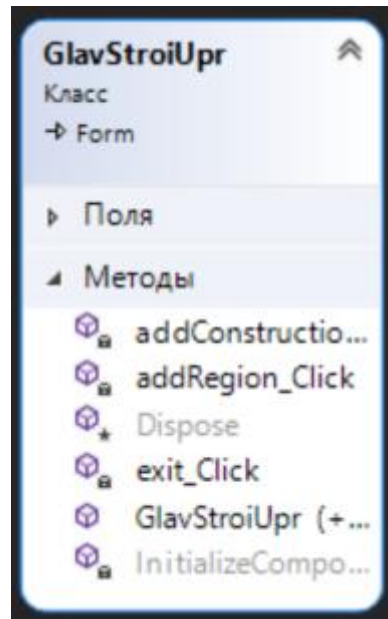 GlavStroiUpr
Класс
Form
Поля
Методы
addConstructio...
addRegion_Click
Dispose
exit_Click
GlavStroiUpr (+...
InitializeCompo...